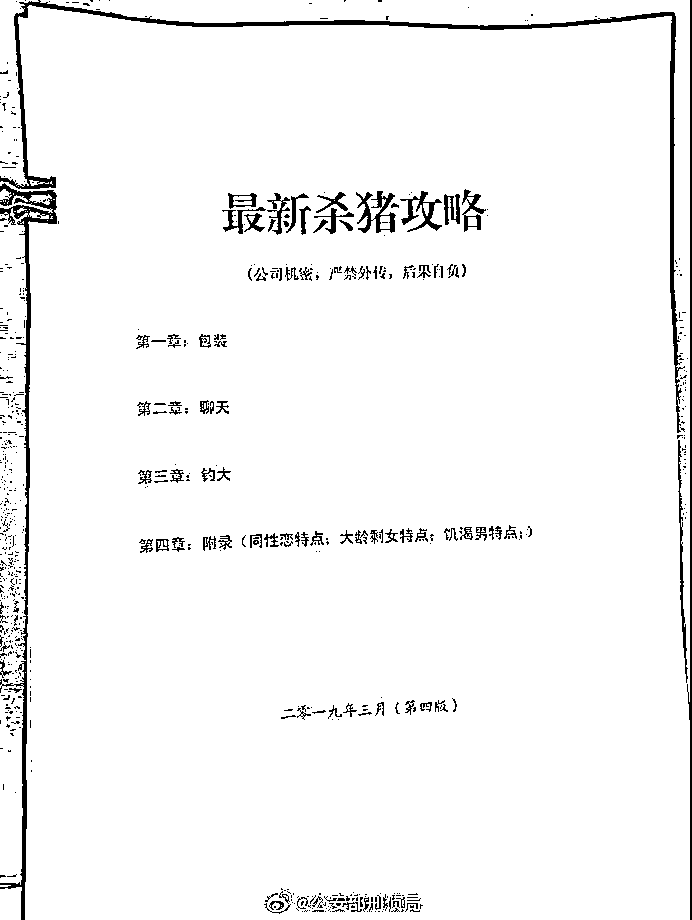 最新杀猪攻略
（公司机密，严禁外传，后果自负）
第一章：包装
第二章：聊天
第三章：钓大
第四章：附录（同性恋特点；大龄剩女特点；饥渴男特点；）
二零一九年三月（第四版）
@公安部刑侦局